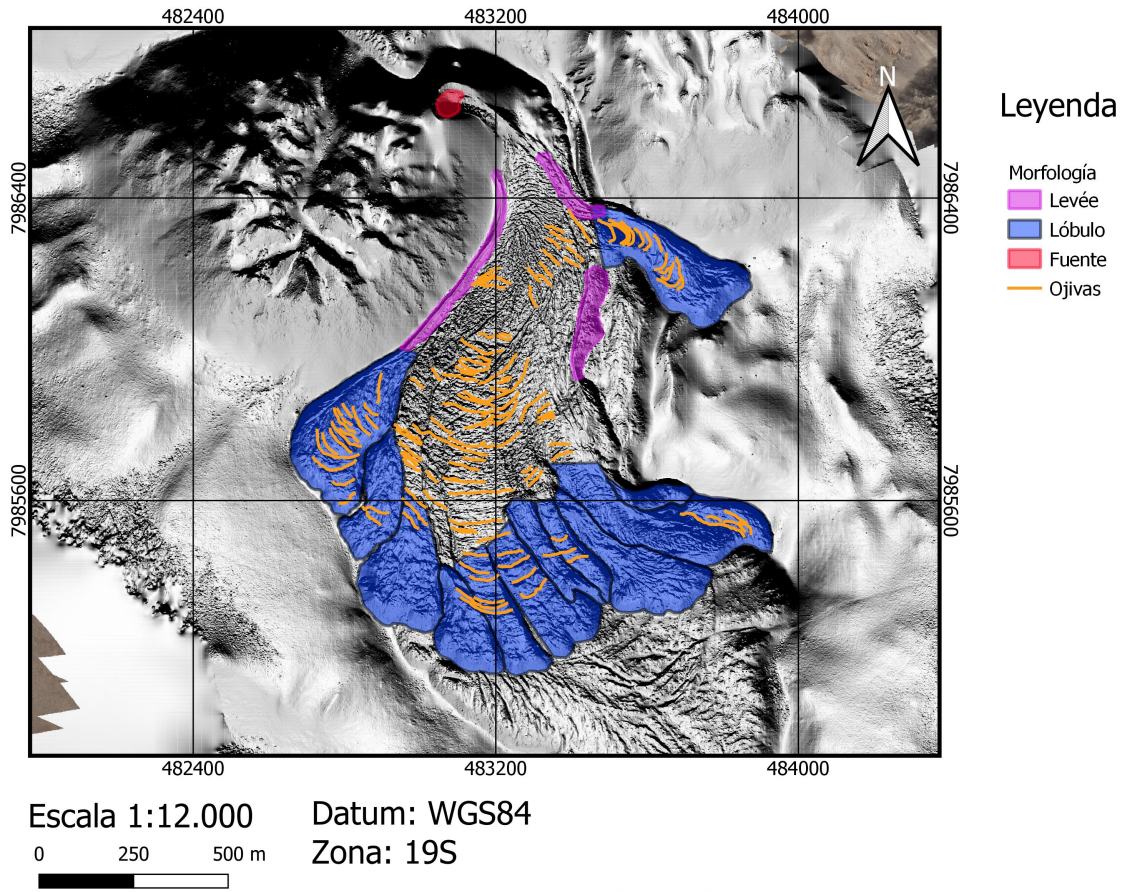 482400 483200 484000
N
7986400 7986400
7985600 7985600
482400 483200 484000
Leyenda
Morfología
Levée
Lóbulo
Fuente
Ojivas
Escala 1:12.000
0 250 500 m
Datum: WGS84
Zona: 19S